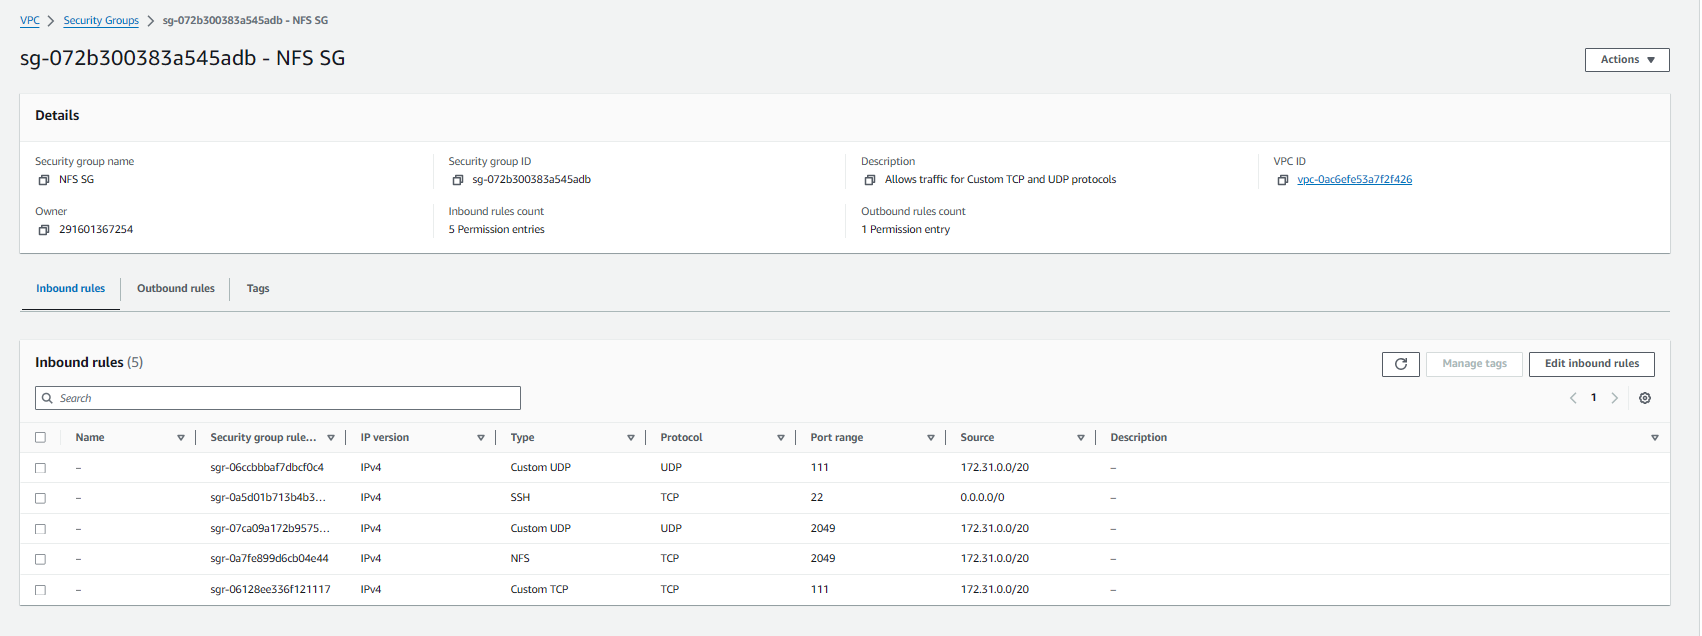 VPC > Security Groups > sg-072b300383a545adb - NFS SG
sg-072b300383a545adb - NFS SG
Actions
Details
Security group name
NFS SG
Security group ID
sg-072b300383a545adb
Description
Allows traffic for Custom TCP and UDP protocols
VPC ID
vpc-0ac6efe53a7f2f426
Owner
291601367254
Inbound rules count
5 Permission entries
Outbound rules count
1 Permission entry
Inbound rules Outbound rules Tags
Inbound rules (5)
Manage tags
Edit inbound rules
Search
1
Name Security group rule... IP version Type Protocol Port range Source Description
– sgr-06ccbbbaf7dbcf0c4 IPv4 Custom UDP UDP 111 172.31.0.0/20 –
– sgr-0a5d01b713b4b3... IPv4 SSH TCP 22 0.0.0.0/0 –
– sgr-07ca09a172b9575... IPv4 Custom UDP UDP 2049 172.31.0.0/20 –
– sgr-0a7fe899d6cb04e44 IPv4 NFS TCP 2049 172.31.0.0/20 –
– sgr-06128ee336f121117 IPv4 Custom TCP TCP 111 172.31.0.0/20 –